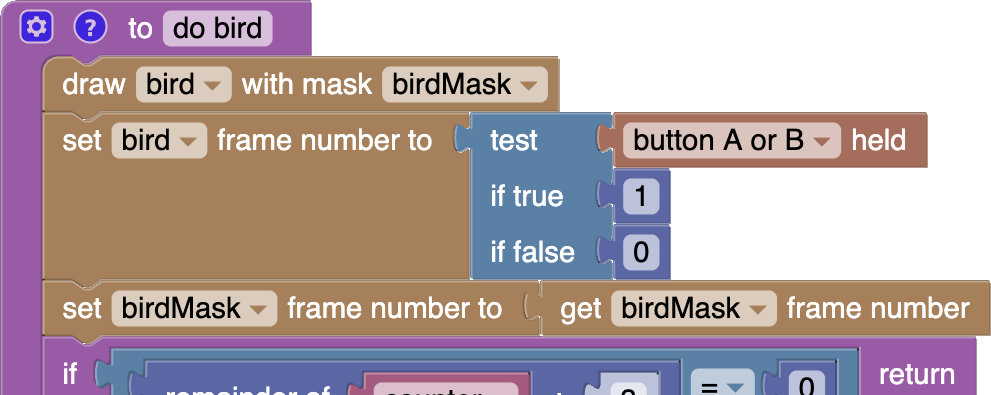 ? to do bird
draw bird with mask birdMask
set bird frame number to test button A or B held
if true 1
if false 0
set birdMask frame number to get birdMask frame number
if remainder of counter = 0 return